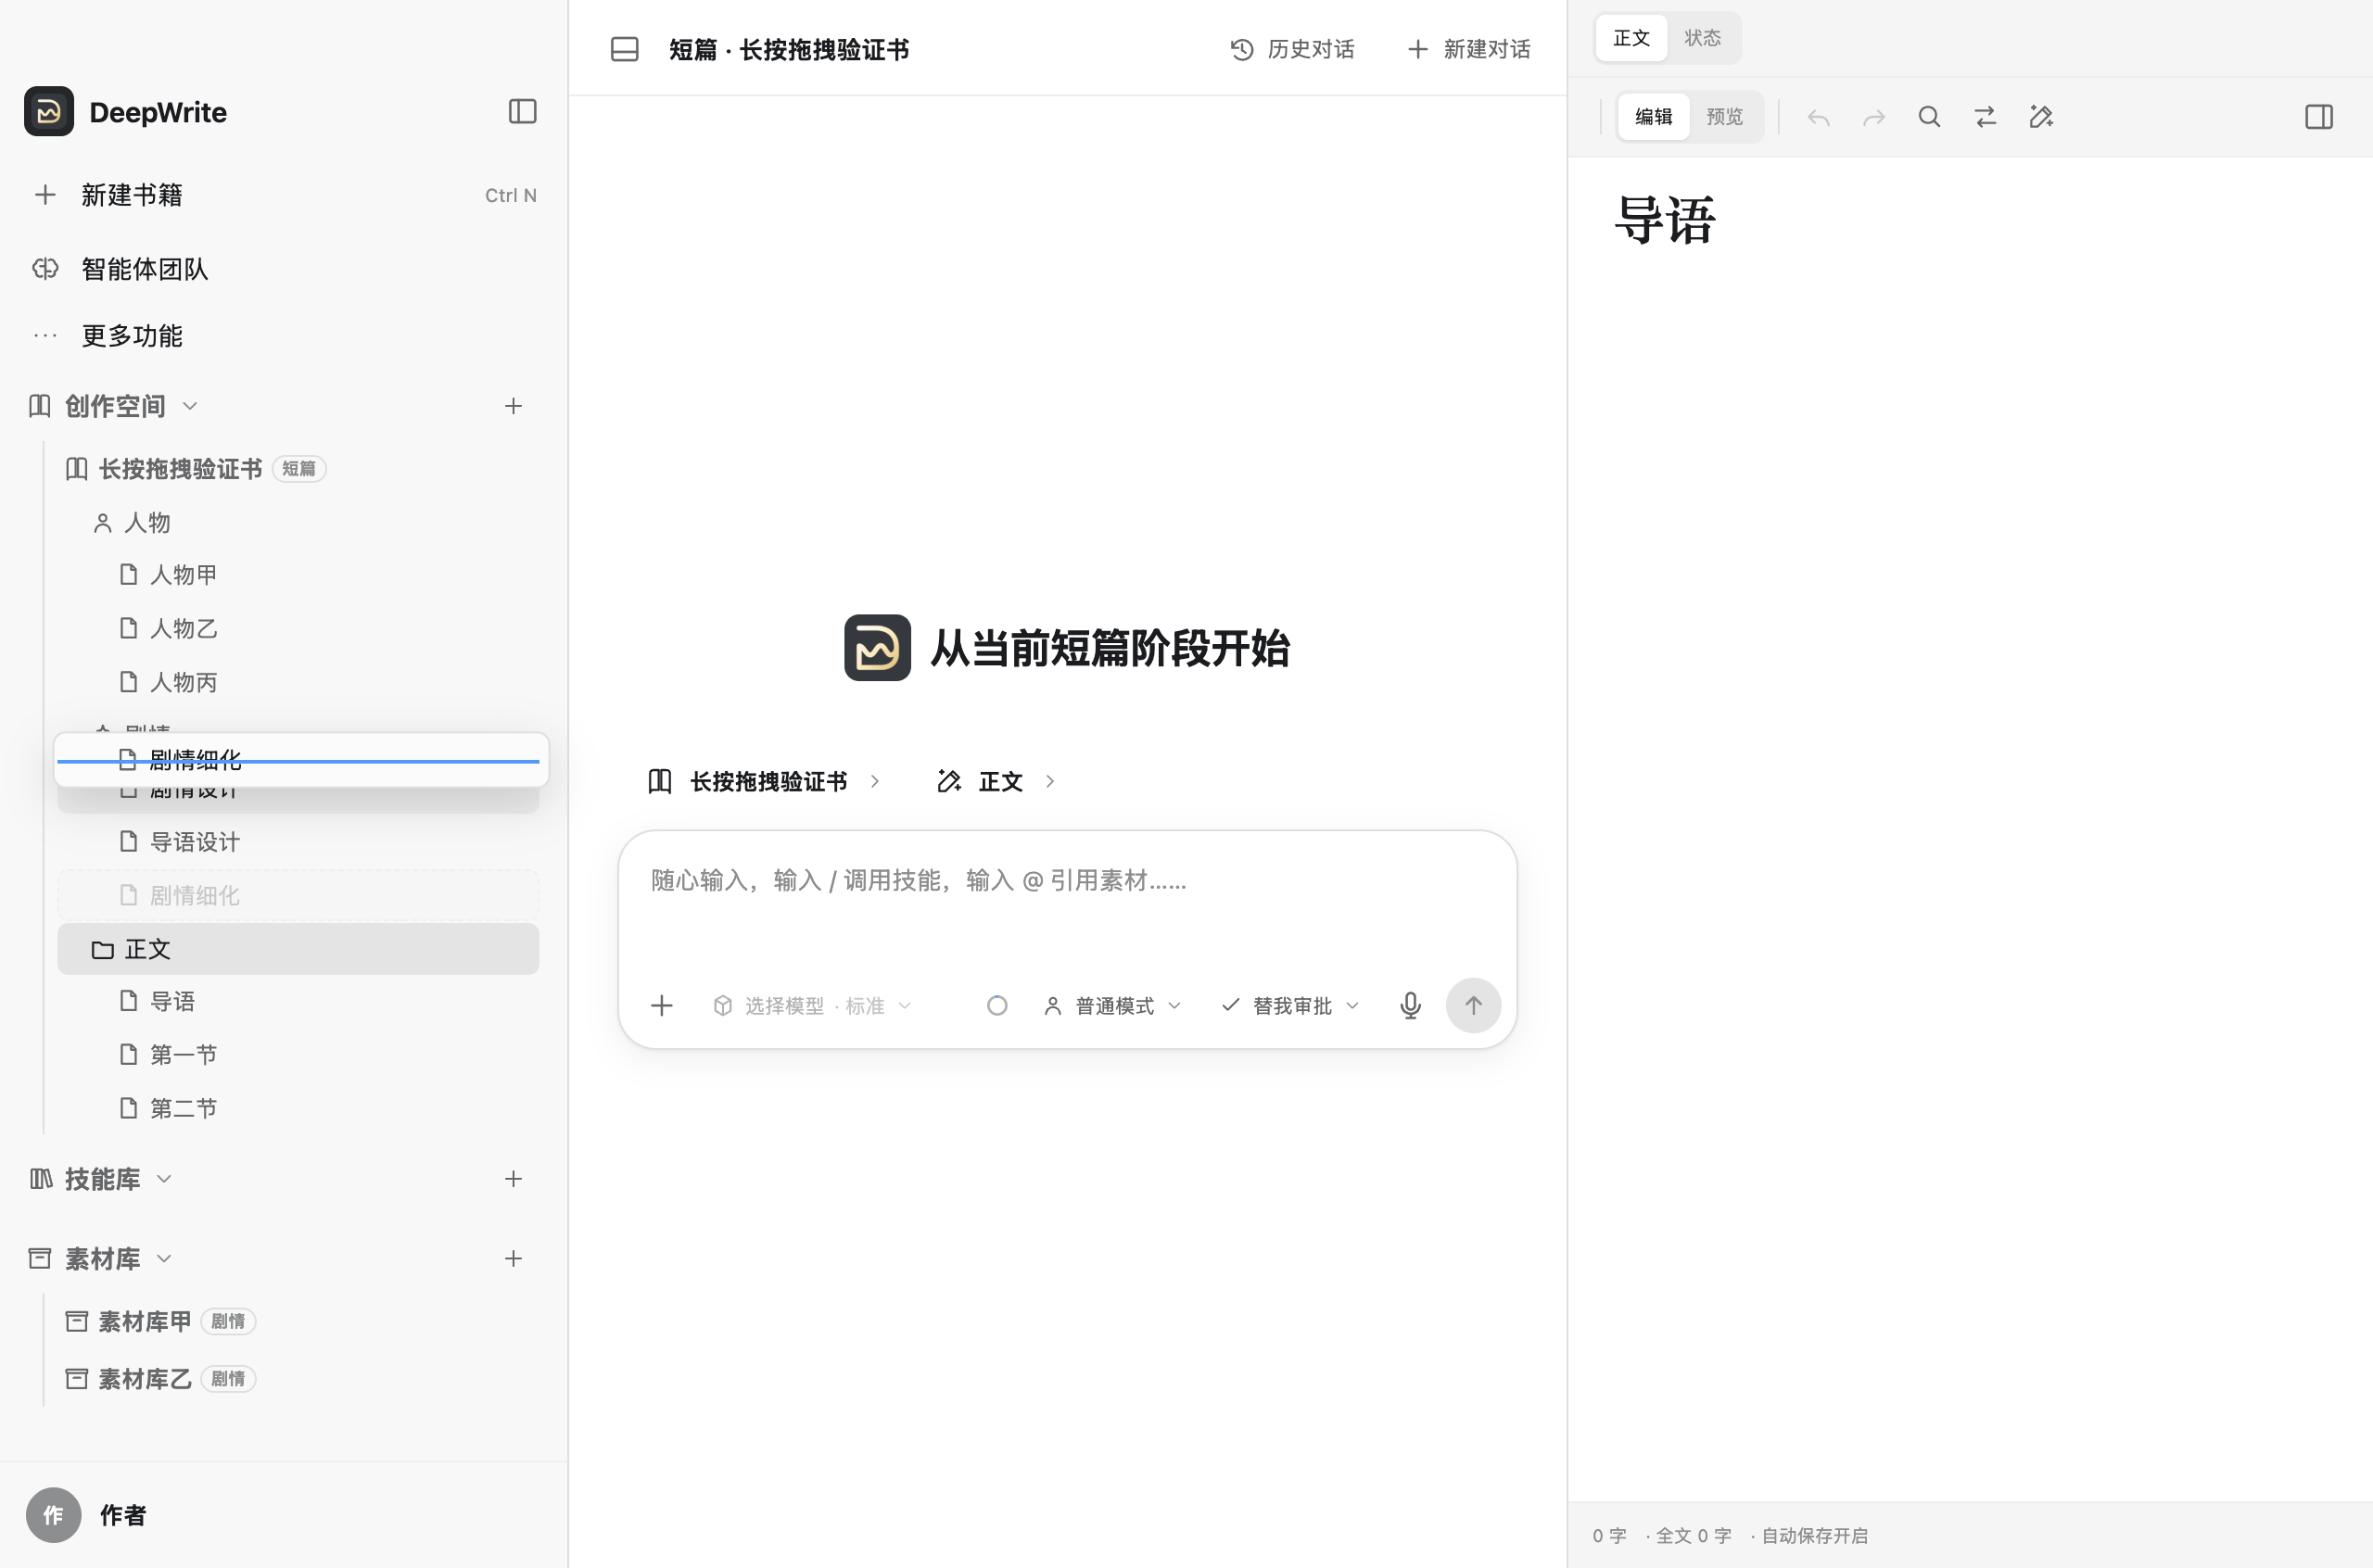 DeepWrite
新建书籍 Ctrl N
智能体团队
更多功能
创作空间
长按拖拽验证书 短篇
人物
人物甲
人物乙
人物丙
剧情
剧情细化
剧情设计
导语设计
剧情细化
正文
导语
第一节
第二节
技能库
素材库
素材库甲 剧情
素材库乙 剧情
作 作者
短篇 · 长按拖拽验证书 历史对话 新建对话
从当前短篇阶段开始
长按拖拽验证书 正文
随心输入，输入 / 调用技能，输入 @ 引用素材……
选择模型 · 标准 普通模式 替我审批
正文 状态
编辑 预览
导语
0 字 · 全文 0 字 · 自动保存开启